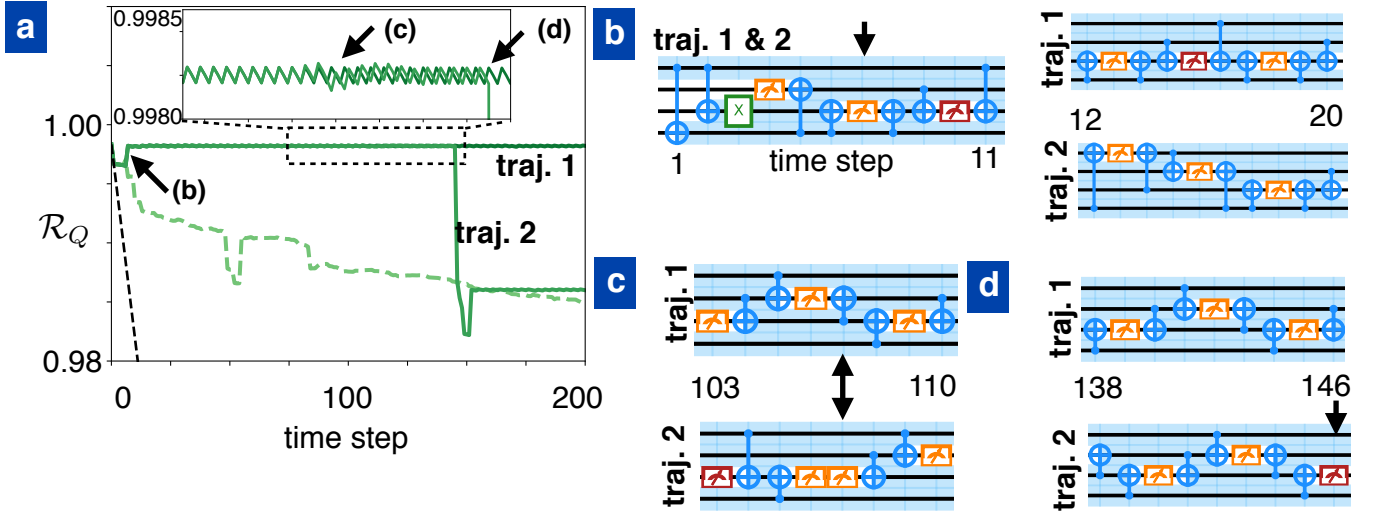 a
0.9985
0.9980
(c)
(d)
1.00
0.98
R_Q
(b)
traj. 1
traj. 2
0
100
200
time step
b
traj. 1 & 2
X
1
time step
11
traj. 1
12
20
traj. 2
c
traj. 1
103
110
traj. 2
d
traj. 1
138
146
traj. 2